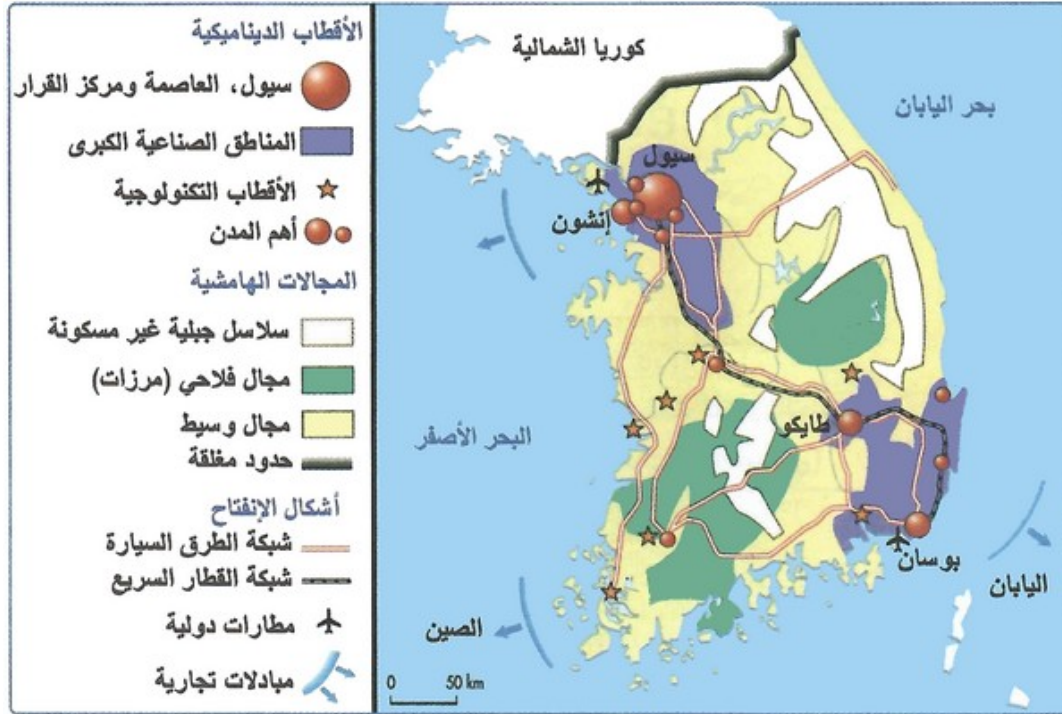 الأقطاب الديناميكية
سيول، العاصمة ومركز القرار
المناطق الصناعية الكبرى
الأقطاب التكنولوجية
أهم المدن
المجالات الهامشية
سلاسل جبلية غير مسكونة
مجال فلاحي (مرزات)
مجال وسيط
حدود مغلقة
أشكال الإنفتاح
شبكة الطرق السيارة
شبكة القطار السريع
مطارات دولية
مبادلات تجارية
كوريا الشمالية
بحر اليابان
سيول
إنشون
طايكو
البحر الأصفر
بوسان
اليابان
الصين
0 50 km